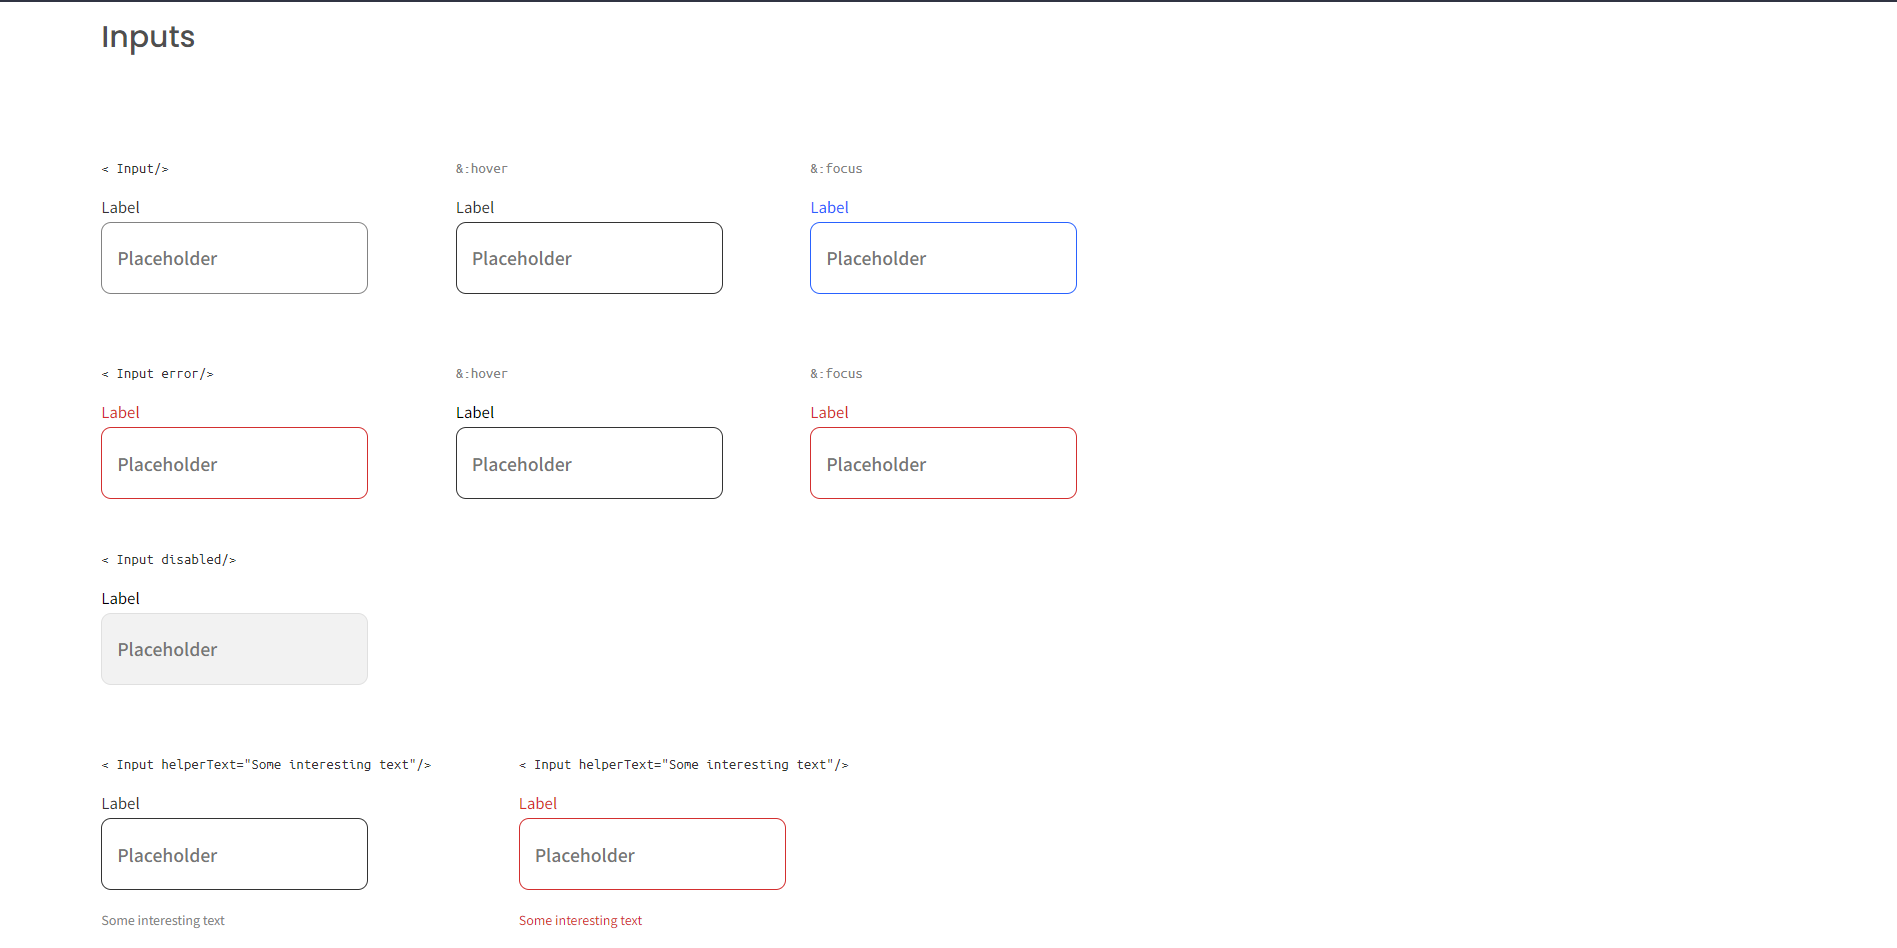 Inputs
< Input/>
&:hover
&:focus
Label
Label
Label
Placeholder
Placeholder
Placeholder
< Input error/>
&:hover
&:focus
Label
Label
Label
Placeholder
Placeholder
Placeholder
< Input disabled/>
Label
Placeholder
< Input helperText="Some interesting text"/>
< Input helperText="Some interesting text"/>
Label
Label
Placeholder
Placeholder
Some interesting text
Some interesting text